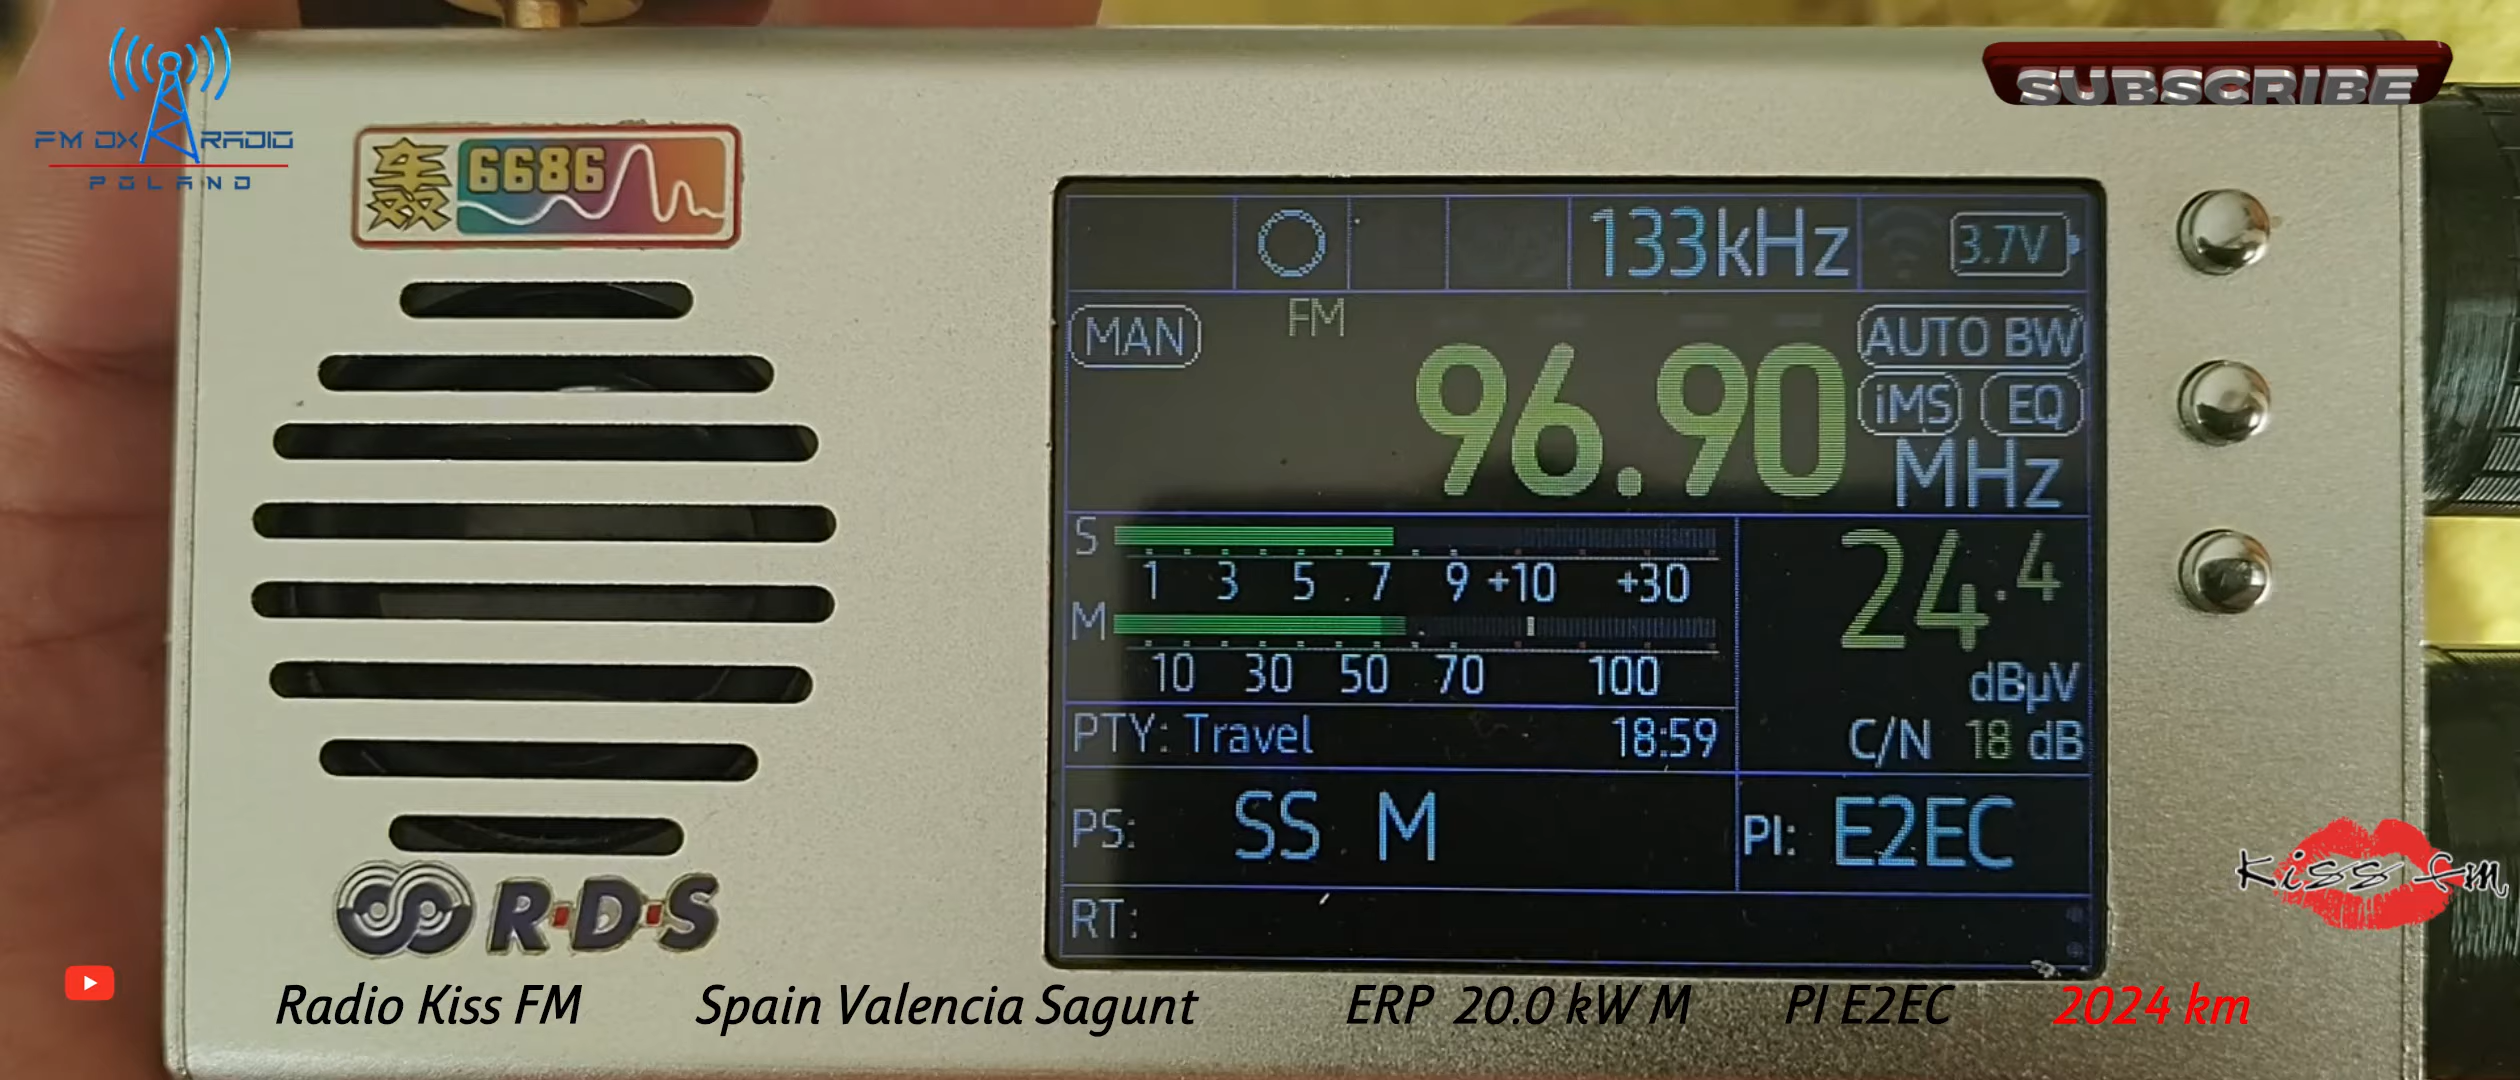 FM DX RADIO
POLAND
SUBSCRIBE
轰
6686
133kHz
3.7V
MAN
FM
AUTO BW
96.90
iMS
EQ
MHz
S
1 3 5 7 9 +10 +30
M
10 30 50 70 100
24.4
dBµV
PTY: Travel 18:59
C/N 18 dB
PS: SS M
PI: E2EC
RT:
R·D·S
Kiss fm
Radio Kiss FM Spain Valencia Sagunt ERP 20.0 kW M PI E2EC 2024 km